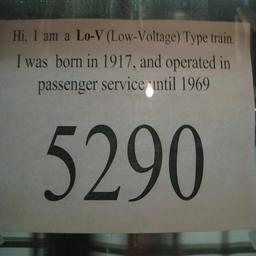 Hi, I am a Lo-V (Low-Voltage) Type train.
I was born in 1917, and operated in
passenger service until 1969
5290